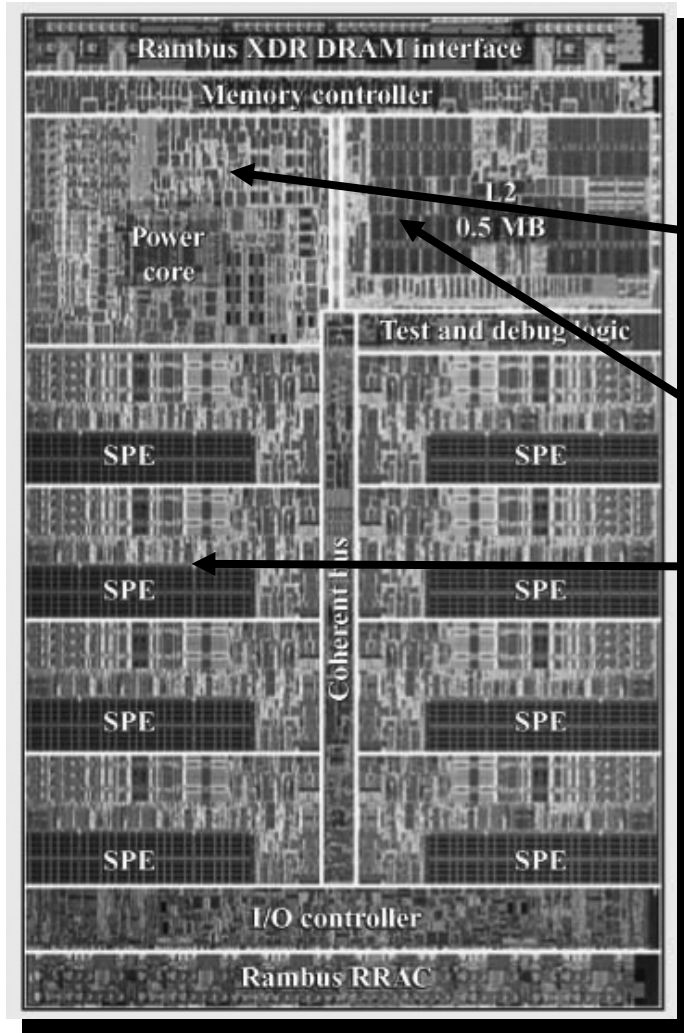 Rambus XDR DRAM interface
Memory controller
Power
core
L2
0.5 MB
Test and debug logic
SPE
SPE
SPE
SPE
Coherent bus
SPE
SPE
SPE
SPE
I/O controller
Rambus RRAC